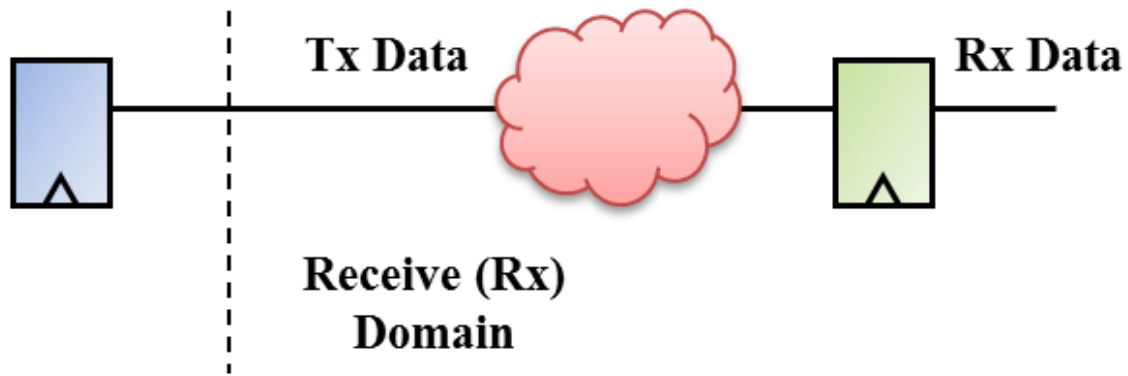 Tx Data
Rx Data
Receive (Rx)
Domain